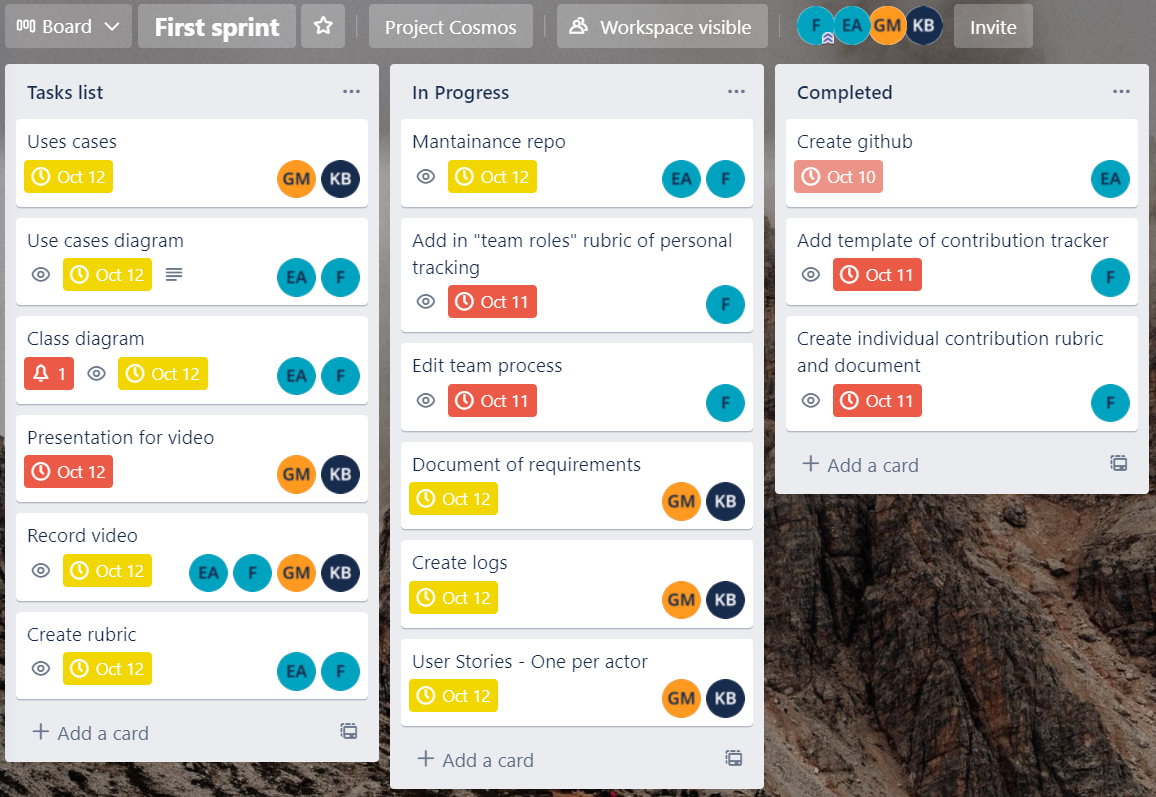 Board First sprint Project Cosmos Workspace visible F EA GM KB Invite
Tasks list
Uses cases
Oct 12 GM KB
Use cases diagram
Oct 12 EA F
Class diagram
1 Oct 12 EA F
Presentation for video
Oct 12 GM KB
Record video
Oct 12 EA F GM KB
Create rubric
Oct 12 EA F
+ Add a card
In Progress
Mantainance repo
Oct 12 EA F
Add in "team roles" rubric of personal
tracking
Oct 11 F
Edit team process
Oct 11 F
Document of requirements
Oct 12 GM KB
Create logs
Oct 12 GM KB
User Stories - One per actor
Oct 12 GM KB
+ Add a card
Completed
Create github
Oct 10 EA
Add template of contribution tracker
Oct 11 F
Create individual contribution rubric
and document
Oct 11 F
+ Add a card